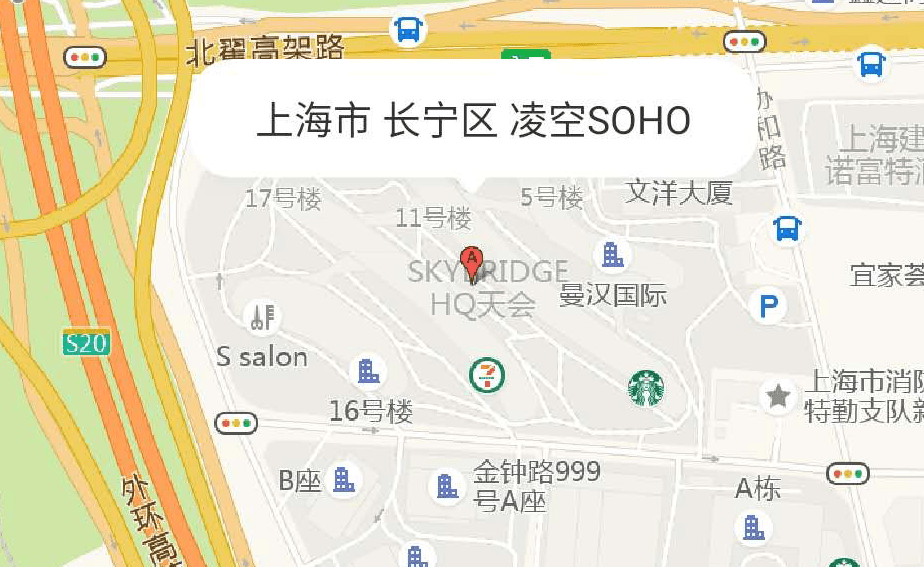 北翟高架路
上海市 长宁区 凌空SOHO
协和路
上海建
诺富特酒
17号楼
11号楼
5号楼
文洋大厦
A
SKYBRIDGE
HQ天会
曼汉国际
宜家荟
P
S20
S salon
7
16号楼
上海市消防
特勤支队新
B座
金钟路999
号A座
A栋
外环高